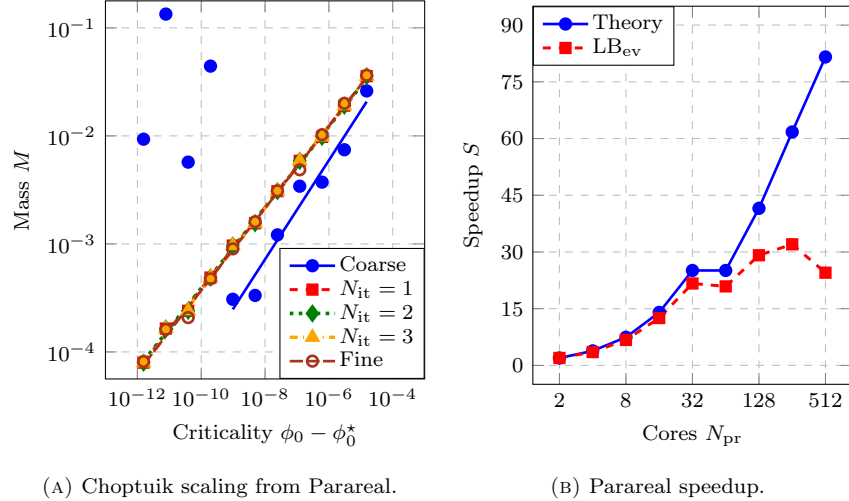 10⁻¹
10⁻²
10⁻³
10⁻⁴
Mass M
10⁻¹² 10⁻¹⁰ 10⁻⁸ 10⁻⁶ 10⁻⁴
Criticality ϕ₀ − ϕ₀⋆
Coarse
N_it = 1
N_it = 2
N_it = 3
Fine
(A) Choptuik scaling from Parareal.
90
75
60
45
30
15
0
Speedup S
Theory
LB_ev
2 8 32 128 512
Cores N_pr
(B) Parareal speedup.